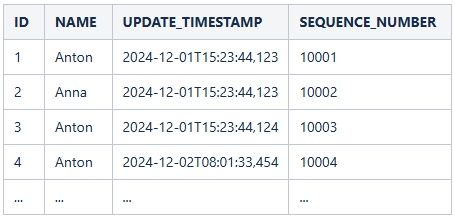 ID NAME UPDATE_TIMESTAMP SEQUENCE_NUMBER
1 Anton 2024-12-01T15:23:44,123 10001
2 Anna 2024-12-01T15:23:44,123 10002
3 Anton 2024-12-01T15:23:44,124 10003
4 Anton 2024-12-02T08:01:33,454 10004
... ... ... ...